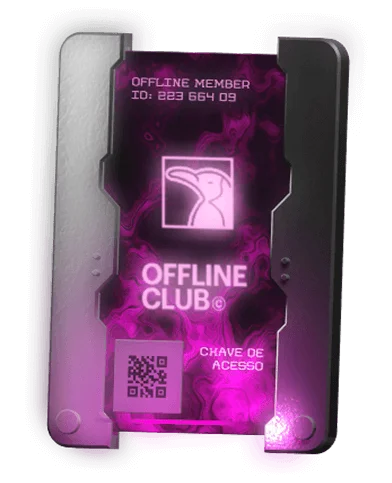 OFFLINE MEMBER
ID: 223 664 09
OFFLINE
CLUB©
CHAVE DE
ACESSO